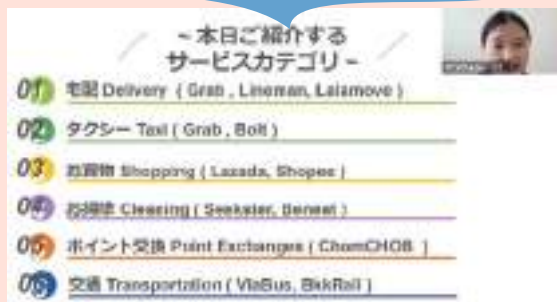 ~ 本日ご紹介する
サービスカテゴリ ~
01 宅配 Delivery ( Grab , Lineman, Lalamove )
02 タクシー Taxi ( Grab , Bolt )
03 お買物 Shopping ( Lazada, Shopee )
04 お掃除 Cleaning ( Seekster, Beneat )
05 ポイント交換 Point Exchanges ( ChomCHOB )
06 交通 Transportation ( ViaBus, BkkRail )